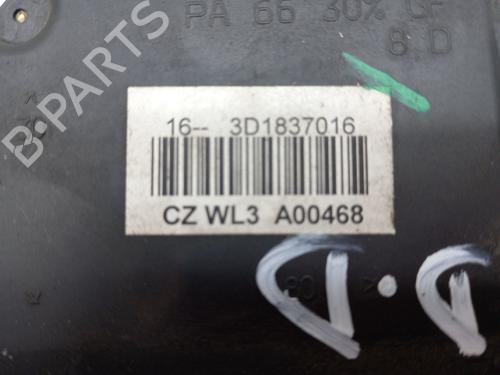 PA 66 30% GF
8 D
16-- 3D1837016
CZ WL3 A00468
D.D
B-PARTS